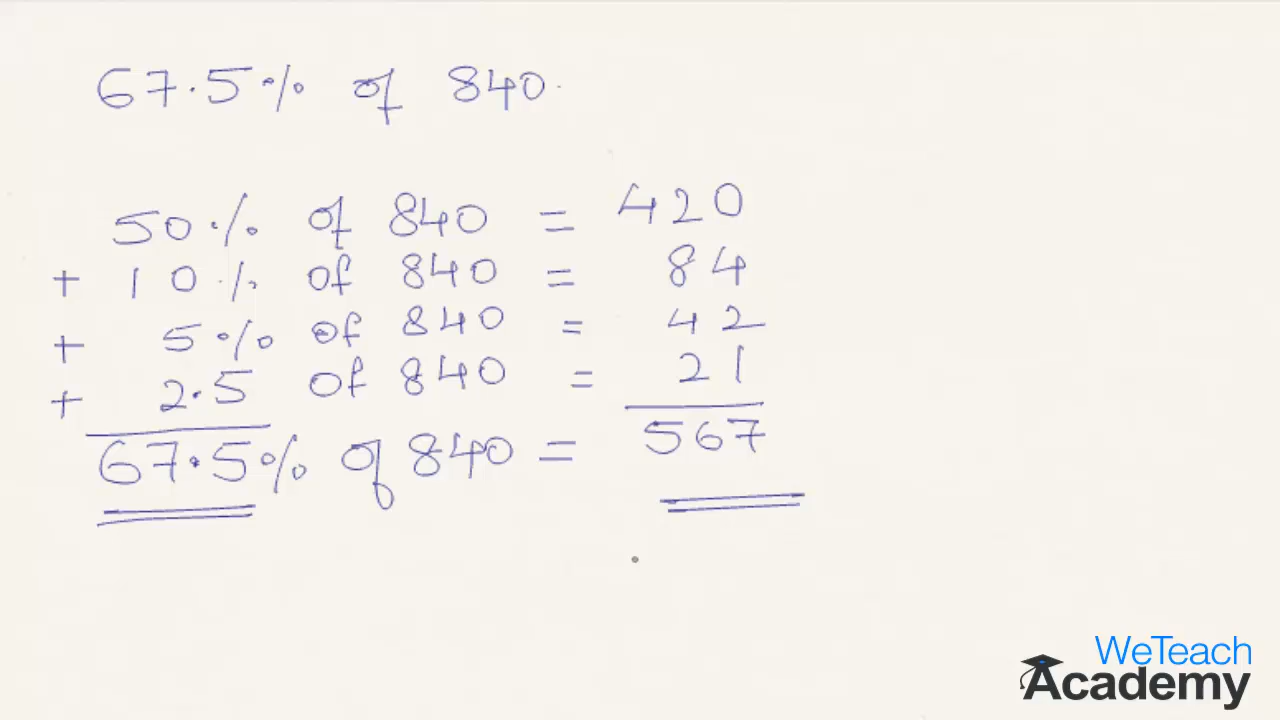 67.5% of 840
50% of 840 = 420
+ 10% of 840 = 84
+ 5% of 840 = 42
+ 2.5 of 840 = 21
67.5% of 840 = 567
WeTeach
Academy